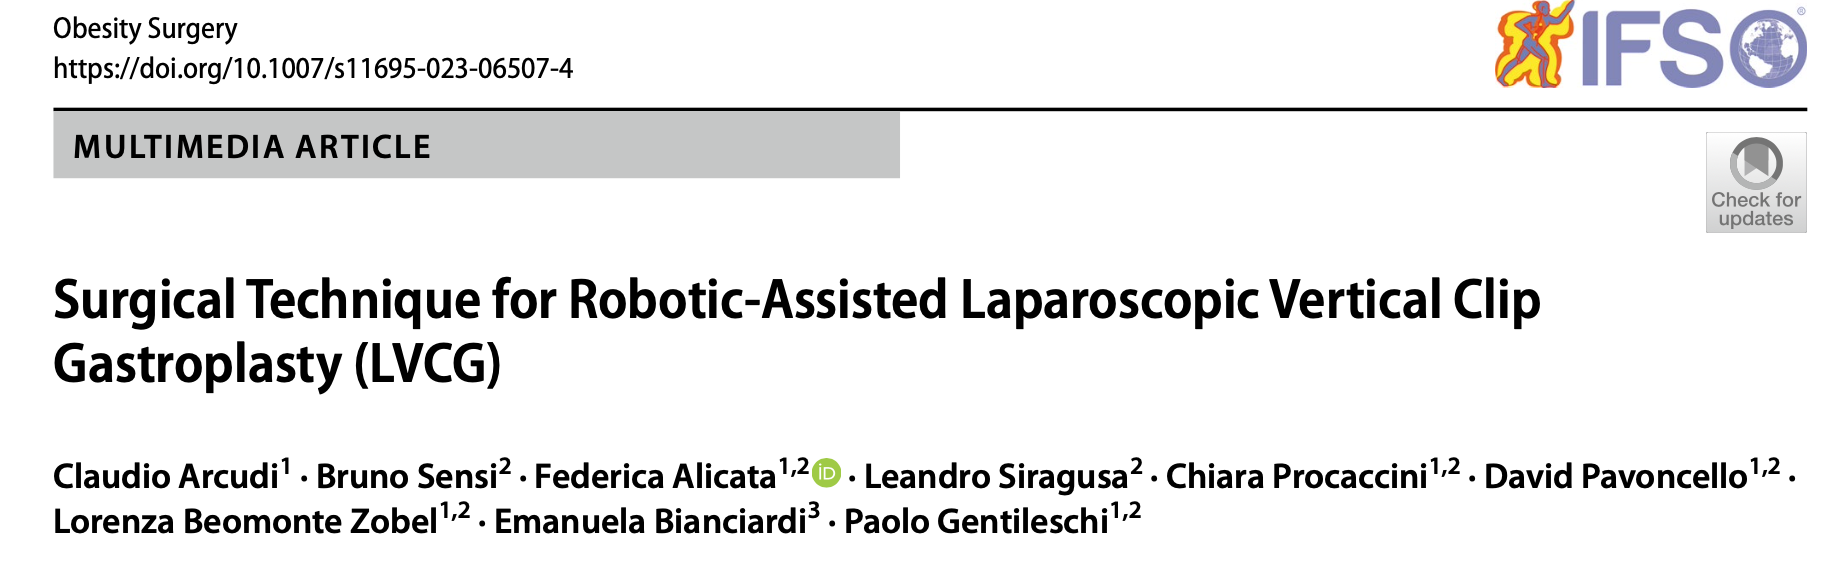 Obesity Surgery
https://doi.org/10.1007/s11695-023-06507-4
IFSO®
MULTIMEDIA ARTICLE
Check for
updates
Surgical Technique for Robotic-Assisted Laparoscopic Vertical Clip
Gastroplasty (LVCG)
Claudio Arcudi1 · Bruno Sensi2 · Federica Alicata1,2 iD · Leandro Siragusa2 · Chiara Procaccini1,2 · David Pavoncello1,2 ·
Lorenza Beomonte Zobel1,2 · Emanuela Bianciardi3 · Paolo Gentileschi1,2